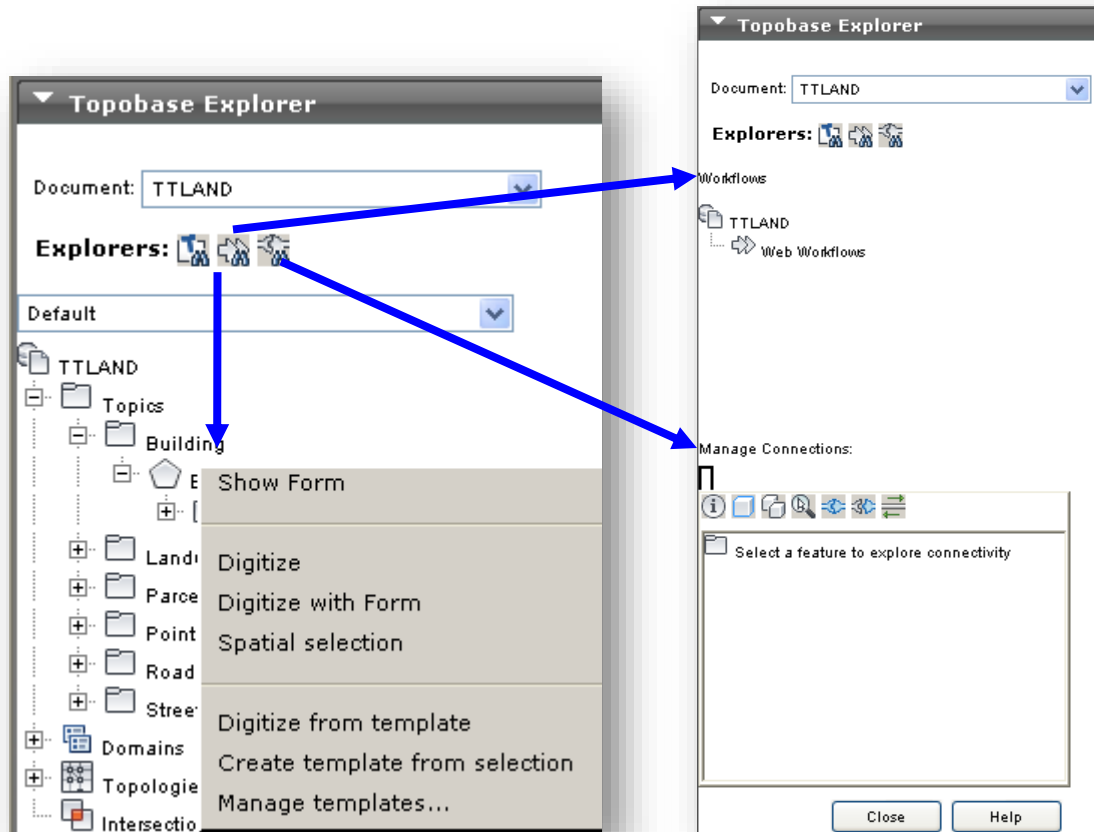 Topobase Explorer
Document: TTLAND
Explorers:
Default
TTLAND
Topics
Building
Show Form
Digitize
Digitize with Form
Spatial selection
Digitize from template
Create template from selection
Manage templates...
Point
Road
Domains
Topobase Explorer
Document: TTLAND
Explorers:
Workflows
TTLAND
Web Workflows
Manage Connections:
Select a feature to explore connectivity
Close Help